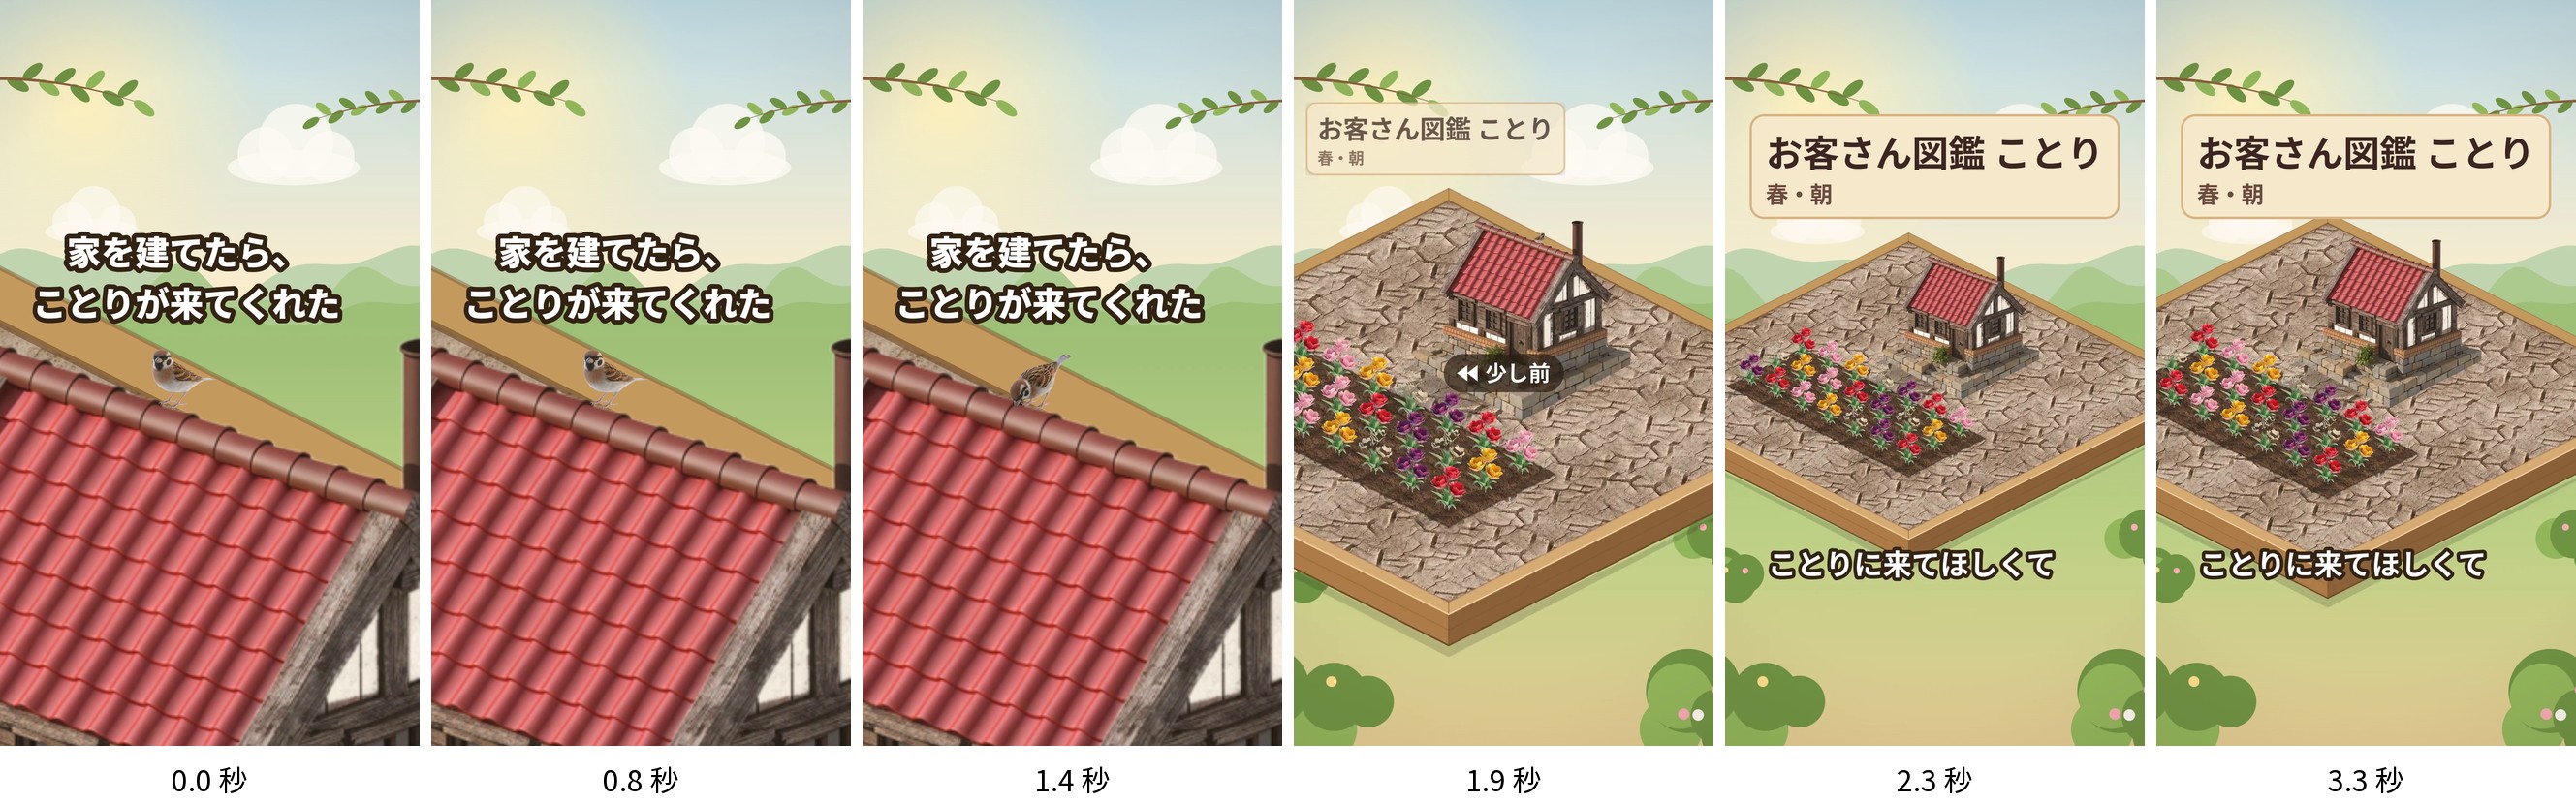 家を建てたら、
ことりが来てくれた
0.0 秒
家を建てたら、
ことりが来てくれた
0.8 秒
家を建てたら、
ことりが来てくれた
1.4 秒
お客さん図鑑 ことり
春・朝
少し前
1.9 秒
お客さん図鑑 ことり
春・朝
ことりに来てほしくて
2.3 秒
お客さん図鑑 ことり
春・朝
ことりに来てほしくて
3.3 秒